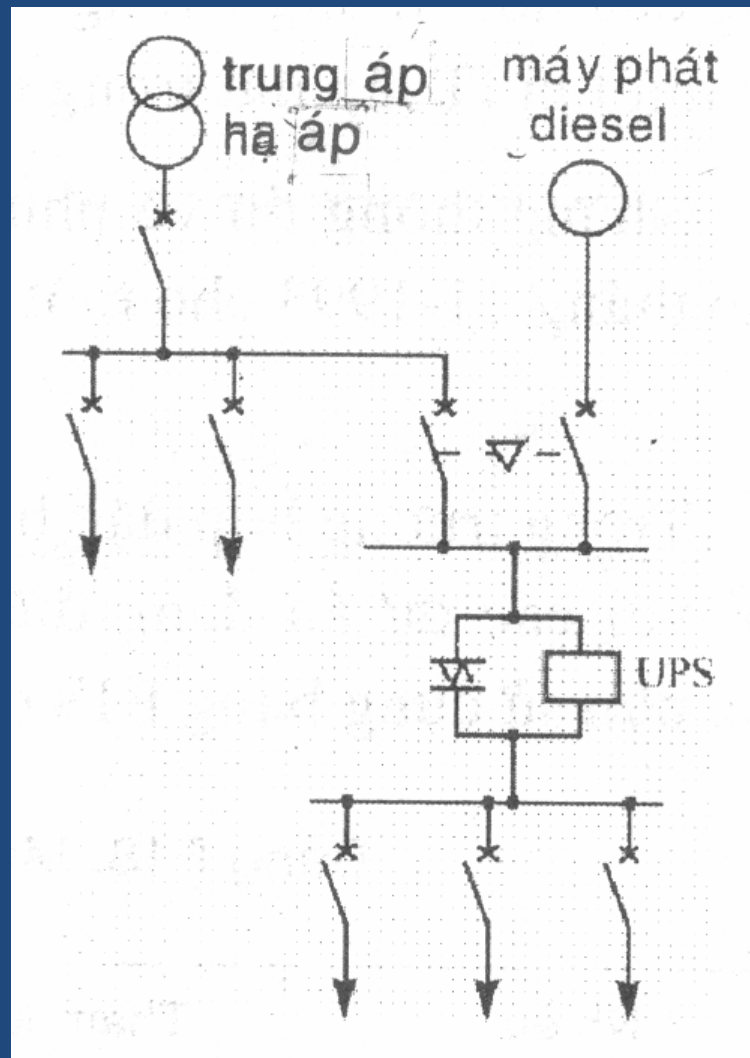 trung áp
hạ áp
máy phát
diesel
UPS